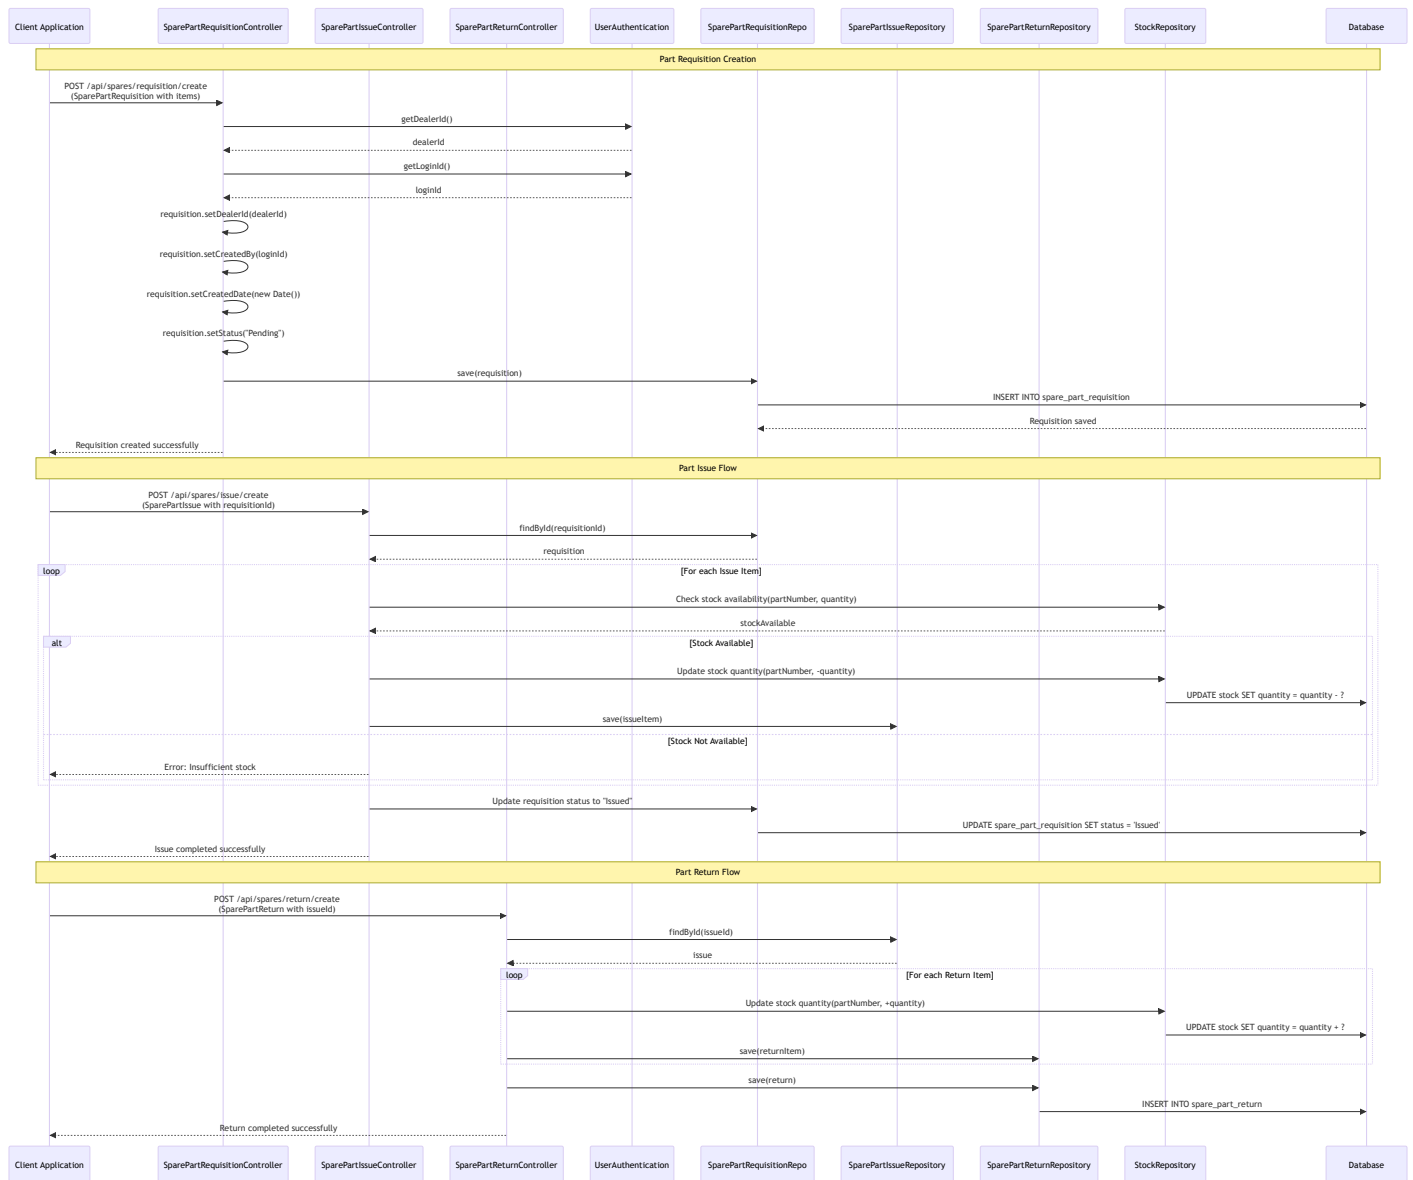 Client Application
SparePartRequisitionController
SparePartIssueController
SparePartReturnController
UserAuthentication
SparePartRequisitionRepo
SparePartIssueRepository
SparePartReturnRepository
StockRepository
Database
Part Requisition Creation
POST /api/spares/requisition/create
(SparePartRequisition with items)
getDealerId()
dealerId
getLoginId()
loginId
requisition.setDealerId(dealerId)
requisition.setCreatedBy(loginId)
requisition.setCreatedDate(new Date())
requisition.setStatus("Pending")
save(requisition)
INSERT INTO spare_part_requisition
Requisition saved
Requisition created successfully
Part Issue Flow
POST /api/spares/issue/create
(SparePartIssue with requisitionId)
findById(requisitionId)
requisition
loop
[For each Issue Item]
Check stock availability(partNumber, quantity)
stockAvailable
alt
[Stock Available]
Update stock quantity(partNumber, -quantity)
UPDATE stock SET quantity = quantity - ?
save(issueItem)
[Stock Not Available]
Error: Insufficient stock
Update requisition status to "Issued"
UPDATE spare_part_requisition SET status = 'Issued'
Issue completed successfully
Part Return Flow
POST /api/spares/return/create
(SparePartReturn with issueId)
findById(issueId)
issue
loop
[For each Return Item]
Update stock quantity(partNumber, +quantity)
UPDATE stock SET quantity = quantity + ?
save(returnItem)
save(return)
INSERT INTO spare_part_return
Return completed successfully
Client Application
SparePartRequisitionController
SparePartIssueController
SparePartReturnController
UserAuthentication
SparePartRequisitionRepo
SparePartIssueRepository
SparePartReturnRepository
StockRepository
Database